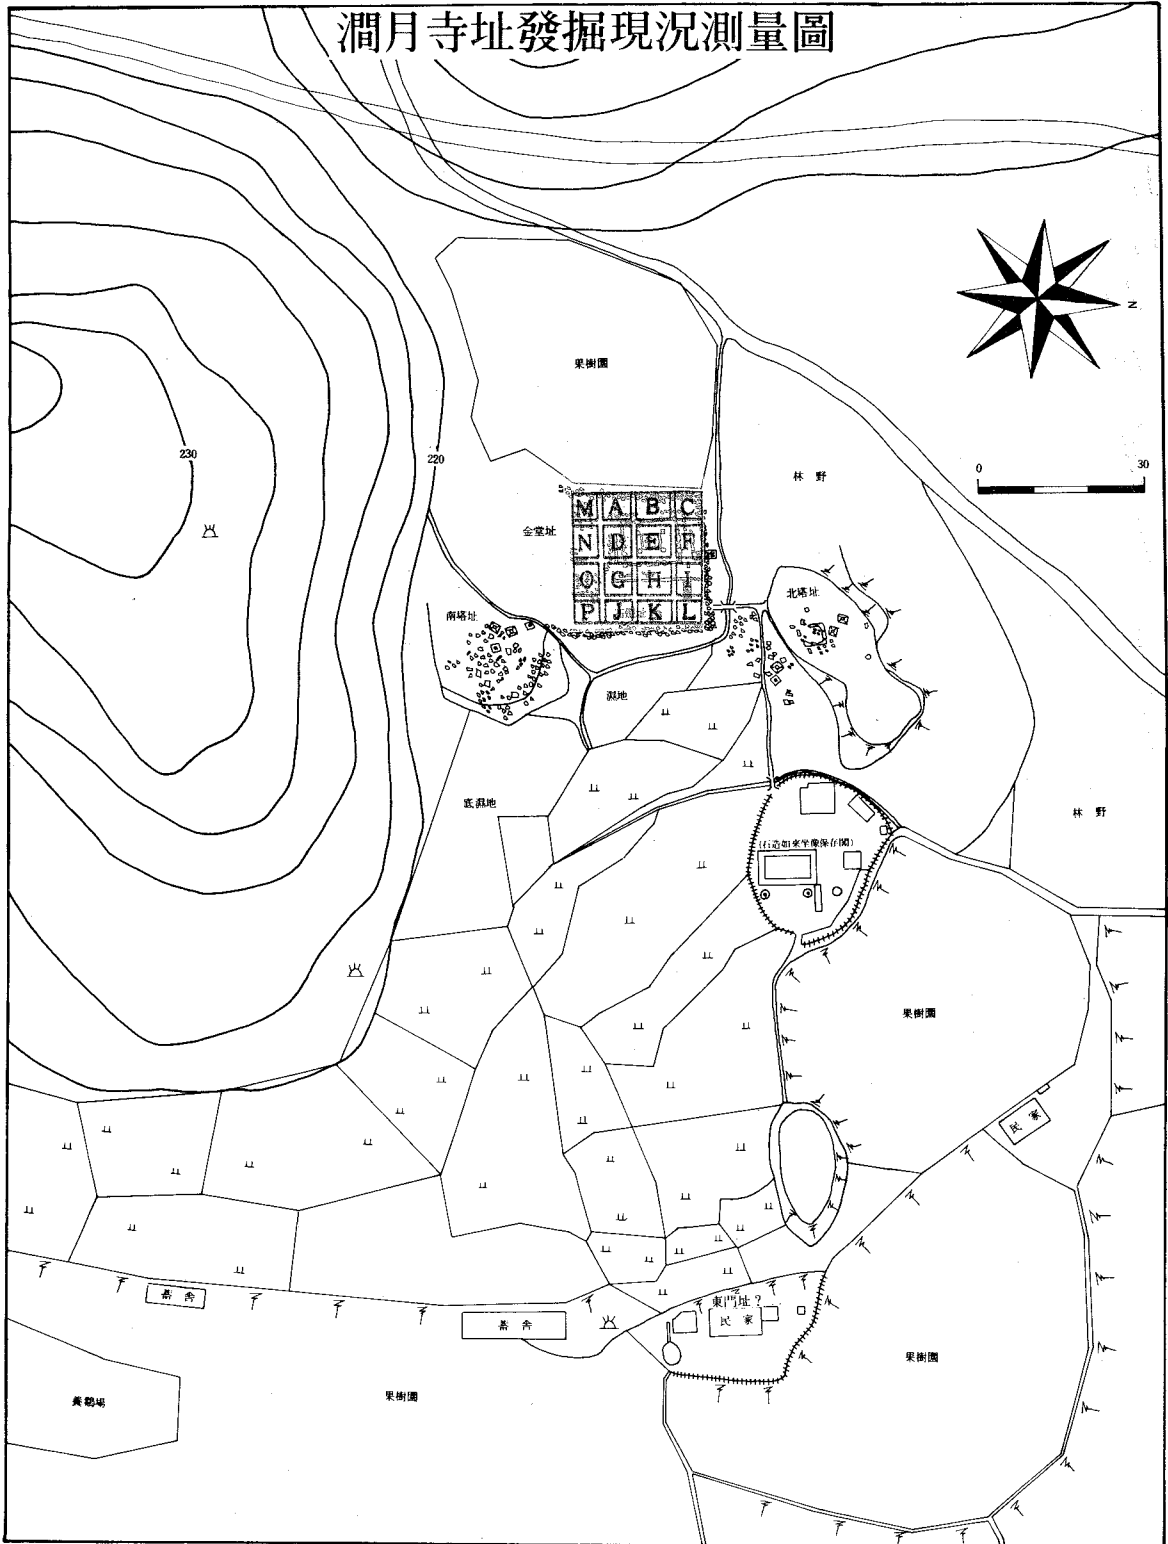 澗月寺址發掘現況測量圖
N
果樹園
0 30
230
220
林 野
M A B C
金堂址
N D E F
O G H I
P J K L
北塔址
南塔址
濕地
底濕地
林 野
(石造如來坐像保存閣)
果樹園
民 家
東門址?
民 家
畜 舍
畜 舍
果樹園
果樹園
養鷄場